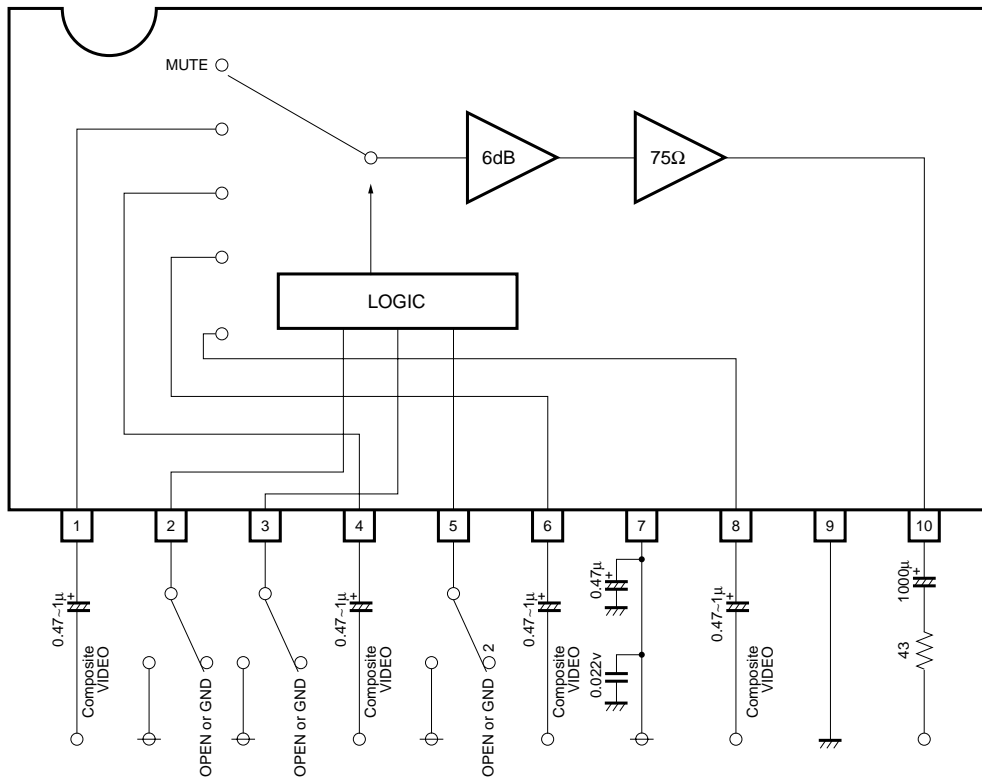 MUTE
6dB
75Ω
LOGIC
1
2
3
4
5
6
7
8
9
10
0.47~1µ
+
Composite
VIDEO
OPEN or GND
OPEN or GND
0.47~1µ
+
Composite
VIDEO
OPEN or GND
2
0.47~1µ
+
Composite
VIDEO
0.47µ
+
0.022v
0.47~1µ
+
Composite
VIDEO
1000µ
+
43